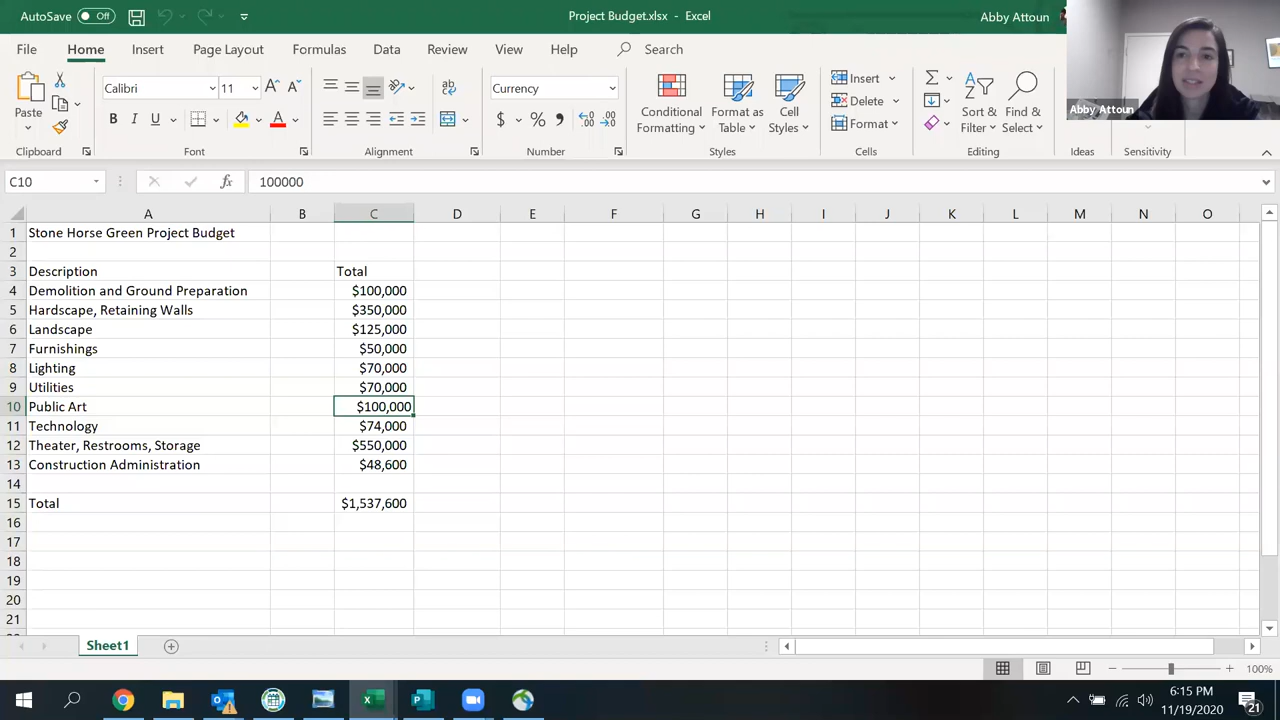 AutoSave Off Project Budget.xlsx - Excel Abby Attoun
File Home Insert Page Layout Formulas Data Review View Help Search
Paste
Clipboard
Calibri 11 A A
B I U A
Font
ab
Alignment
Currency
$ % ,
Number
Conditional Formatting
Format as Table
Cell Styles
Styles
Insert
Delete
Format
Cells
Sort & Filter
Find & Select
Editing
Ideas
Sensitivity
Abby Attoun
C10 fx 100000
A B C D E F G H I J K L M N O
1 Stone Horse Green Project Budget
2
3 Description Total
4 Demolition and Ground Preparation $100,000
5 Hardscape, Retaining Walls $350,000
6 Landscape $125,000
7 Furnishings $50,000
8 Lighting $70,000
9 Utilities $70,000
10 Public Art $100,000
11 Technology $74,000
12 Theater, Restrooms, Storage $550,000
13 Construction Administration $48,600
14
15 Total $1,537,600
16
17
18
19
20
21
Sheet1
100%
6:15 PM
11/19/2020
21